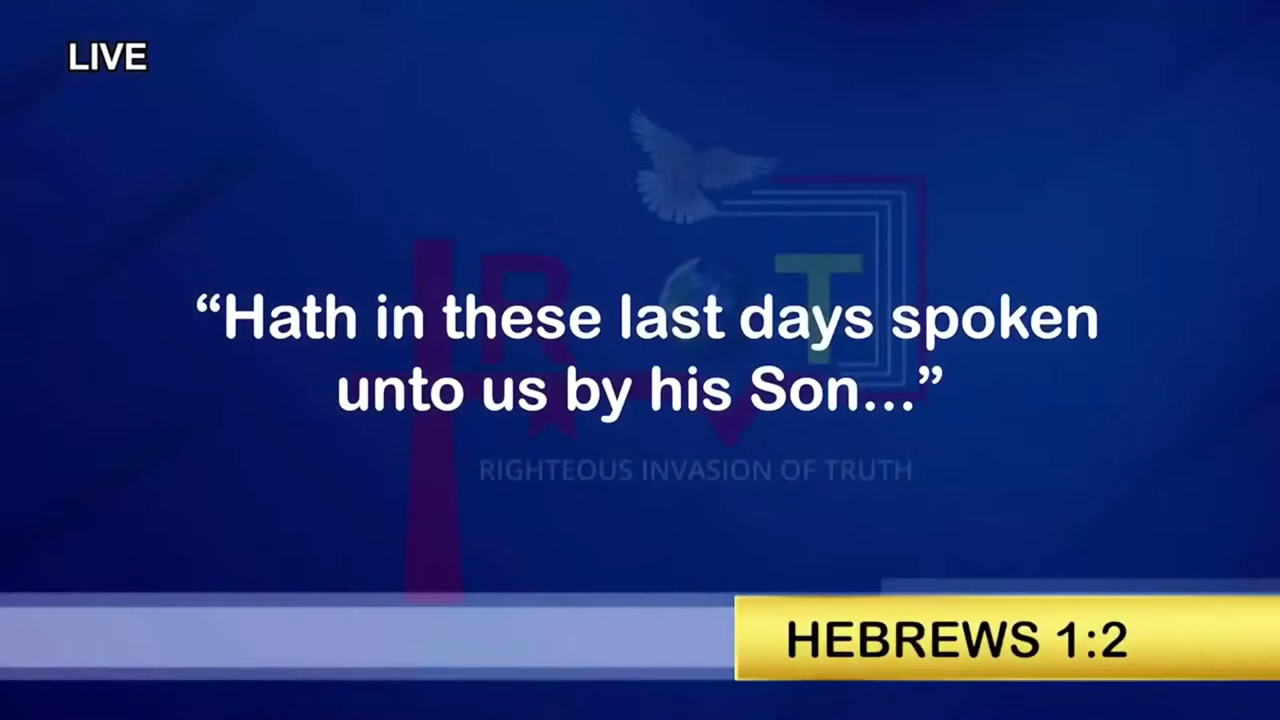 LIVE
R T
“Hath in these last days spoken
unto us by his Son...”
RIGHTEOUS INVASION OF TRUTH
HEBREWS 1:2